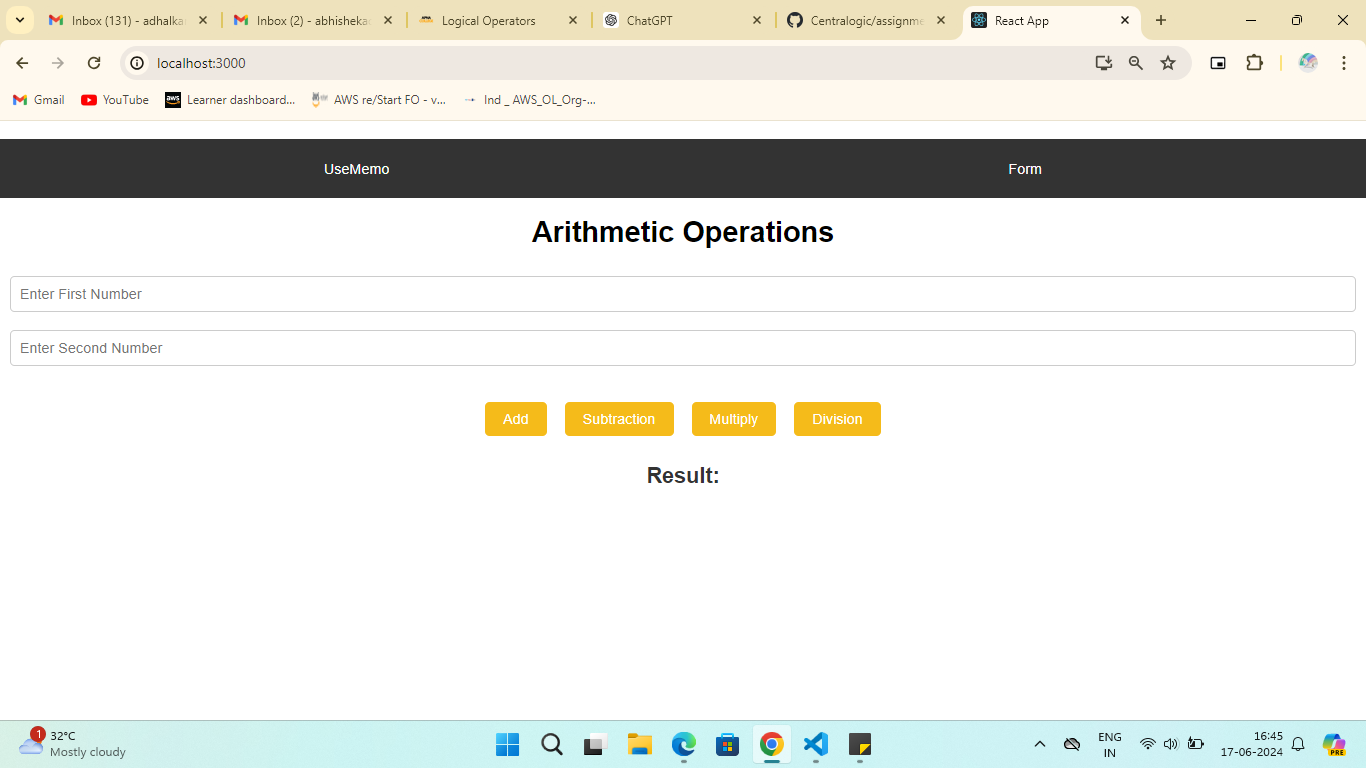 Inbox (131) - adhalka
Inbox (2) - abhisheka
Logical Operators
ChatGPT
Centralogic/assignme
React App
localhost:3000
Gmail
YouTube
aws
Learner dashboard...
AWS re/Start FO - v...
Ind _ AWS_OL_Org-...
UseMemo
Form
Arithmetic Operations
Enter First Number
Enter Second Number
Add
Subtraction
Multiply
Division
Result:
1
32°C
Mostly cloudy
ENG
IN
16:45
17-06-2024
PRE